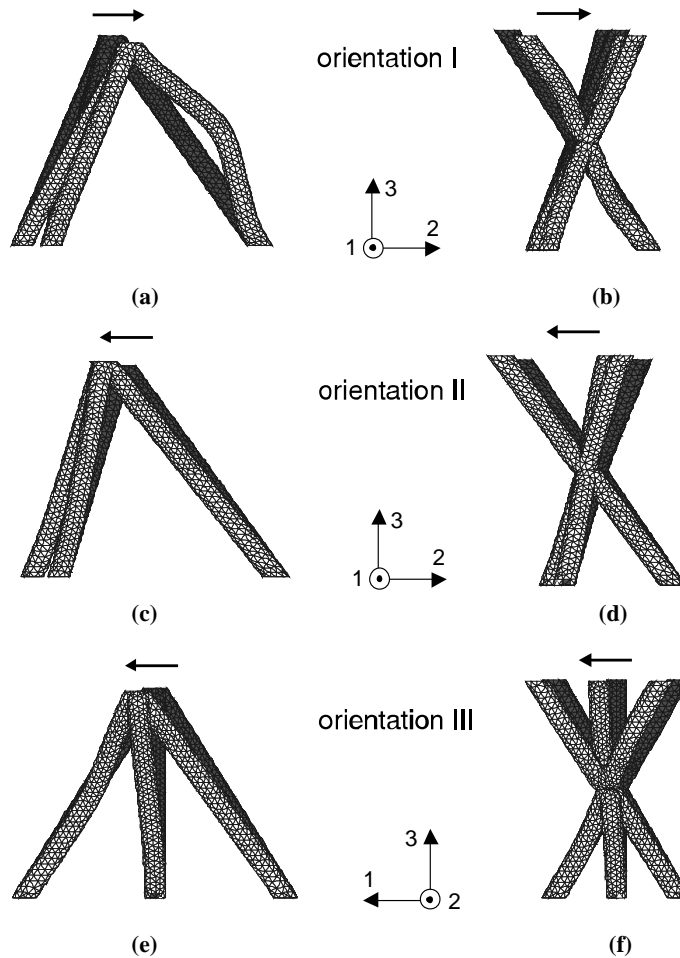 orientation I
3
2
1
(a)
(b)
orientation II
3
2
1
(c)
(d)
orientation III
3
1
2
(e)
(f)